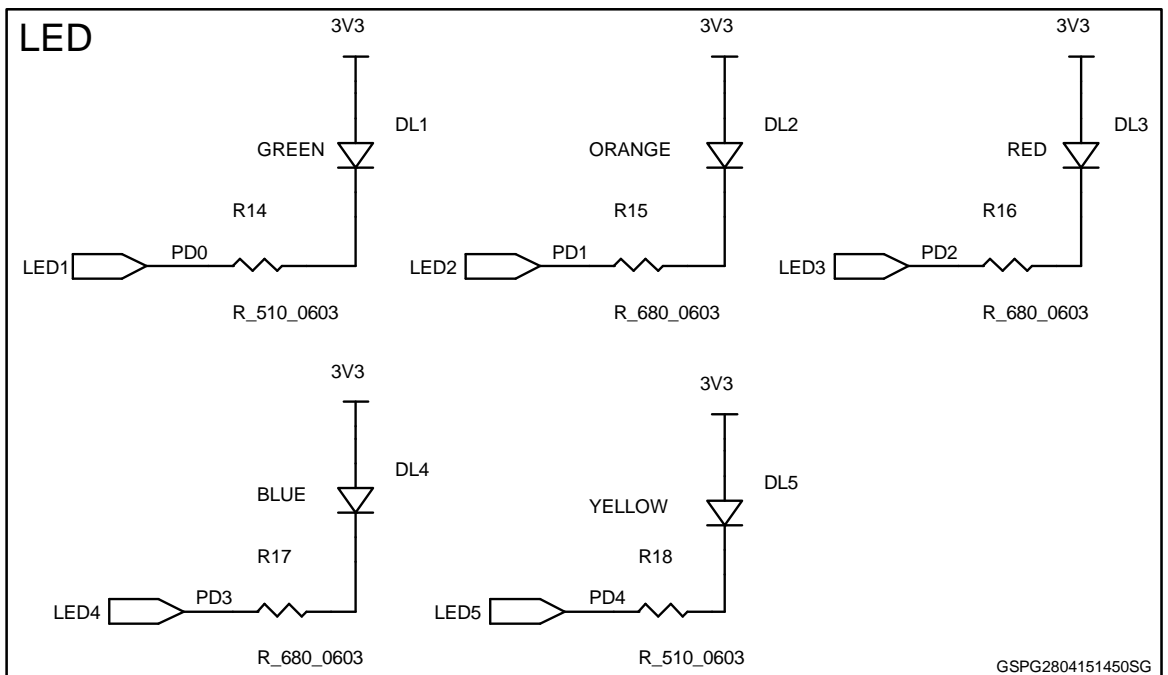 LED
3V3
DL1
GREEN
R14
LED1
PD0
R_510_0603
3V3
DL2
ORANGE
R15
LED2
PD1
R_680_0603
3V3
DL3
RED
R16
LED3
PD2
R_680_0603
3V3
DL4
BLUE
R17
LED4
PD3
R_680_0603
3V3
DL5
YELLOW
R18
LED5
PD4
R_510_0603
GSPG2804151450SG